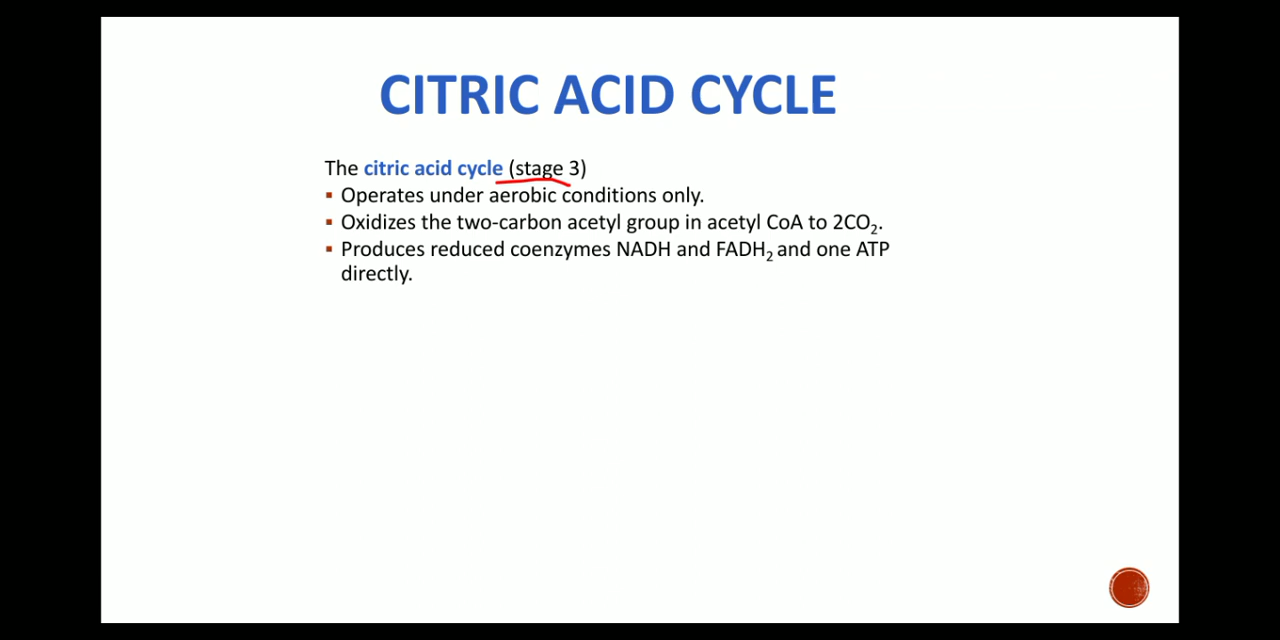 CITRIC ACID CYCLE
The citric acid cycle (stage 3)
▪ Operates under aerobic conditions only.
▪ Oxidizes the two-carbon acetyl group in acetyl CoA to 2CO₂.
▪ Produces reduced coenzymes NADH and FADH₂ and one ATP
directly.